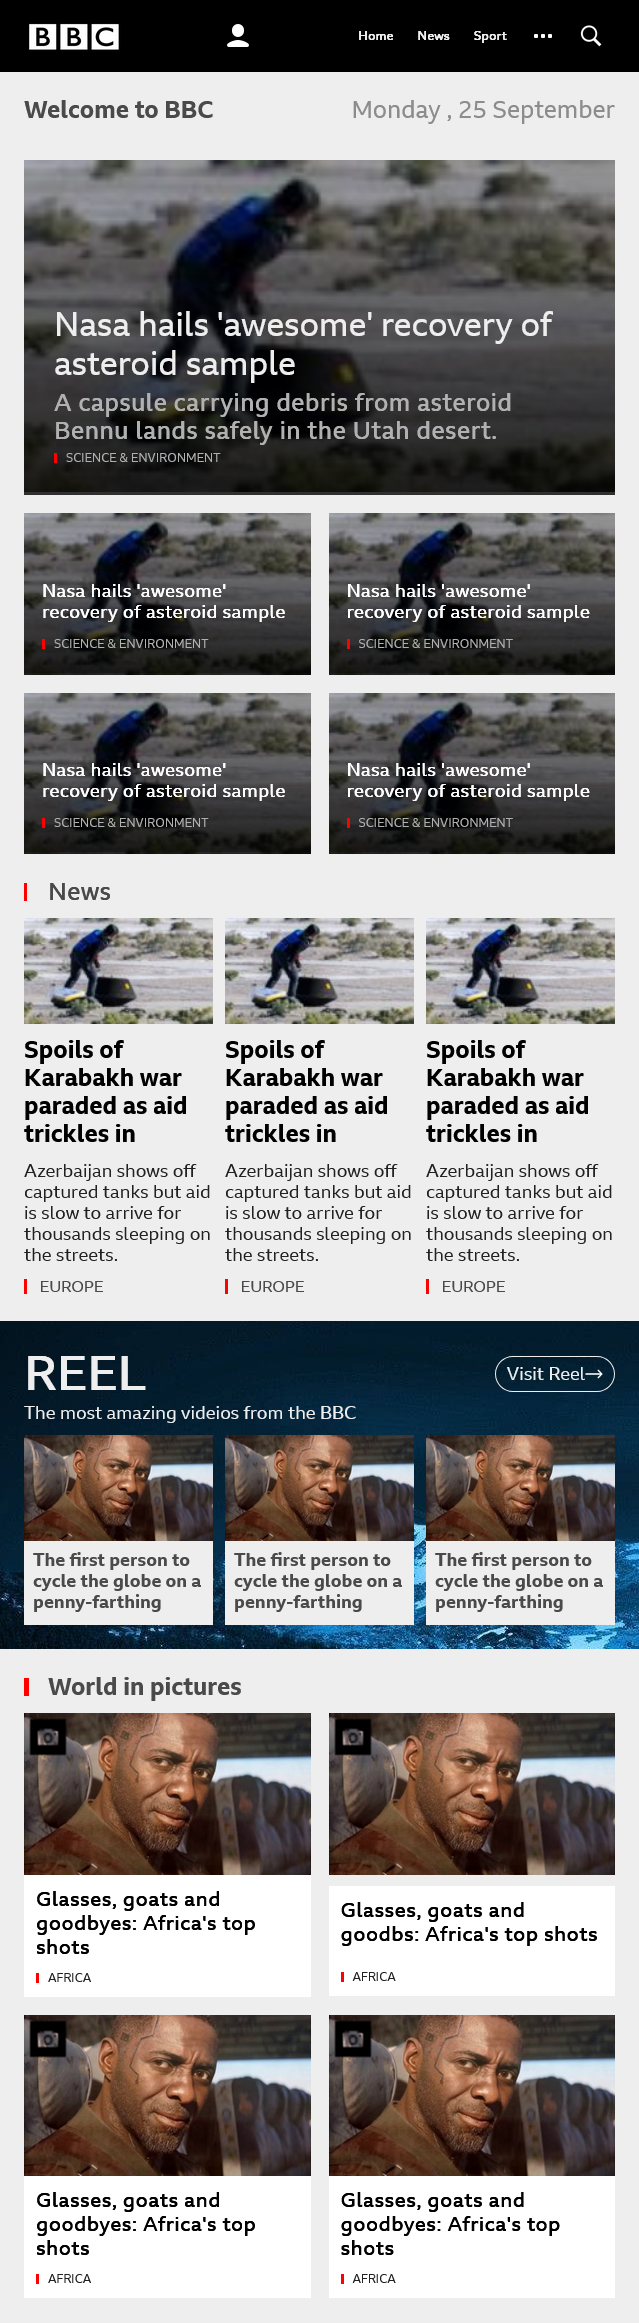 BBC
Home News Sport
Welcome to BBC
Monday , 25 September
Nasa hails 'awesome' recovery of
asteroid sample
A capsule carrying debris from asteroid
Bennu lands safely in the Utah desert.
SCIENCE & ENVIRONMENT
Nasa hails 'awesome'
recovery of asteroid sample
SCIENCE & ENVIRONMENT
Nasa hails 'awesome'
recovery of asteroid sample
SCIENCE & ENVIRONMENT
Nasa hails 'awesome'
recovery of asteroid sample
SCIENCE & ENVIRONMENT
Nasa hails 'awesome'
recovery of asteroid sample
SCIENCE & ENVIRONMENT
News
Spoils of
Karabakh war
paraded as aid
trickles in
Azerbaijan shows off
captured tanks but aid
is slow to arrive for
thousands sleeping on
the streets.
EUROPE
Spoils of
Karabakh war
paraded as aid
trickles in
Azerbaijan shows off
captured tanks but aid
is slow to arrive for
thousands sleeping on
the streets.
EUROPE
Spoils of
Karabakh war
paraded as aid
trickles in
Azerbaijan shows off
captured tanks but aid
is slow to arrive for
thousands sleeping on
the streets.
EUROPE
REEL
Visit Reel→
The most amazing videios from the BBC
The first person to
cycle the globe on a
penny-farthing
The first person to
cycle the globe on a
penny-farthing
The first person to
cycle the globe on a
penny-farthing
World in pictures
Glasses, goats and
goodbyes: Africa's top
shots
AFRICA
Glasses, goats and
goodbs: Africa's top shots
AFRICA
Glasses, goats and
goodbyes: Africa's top
shots
AFRICA
Glasses, goats and
goodbyes: Africa's top
shots
AFRICA